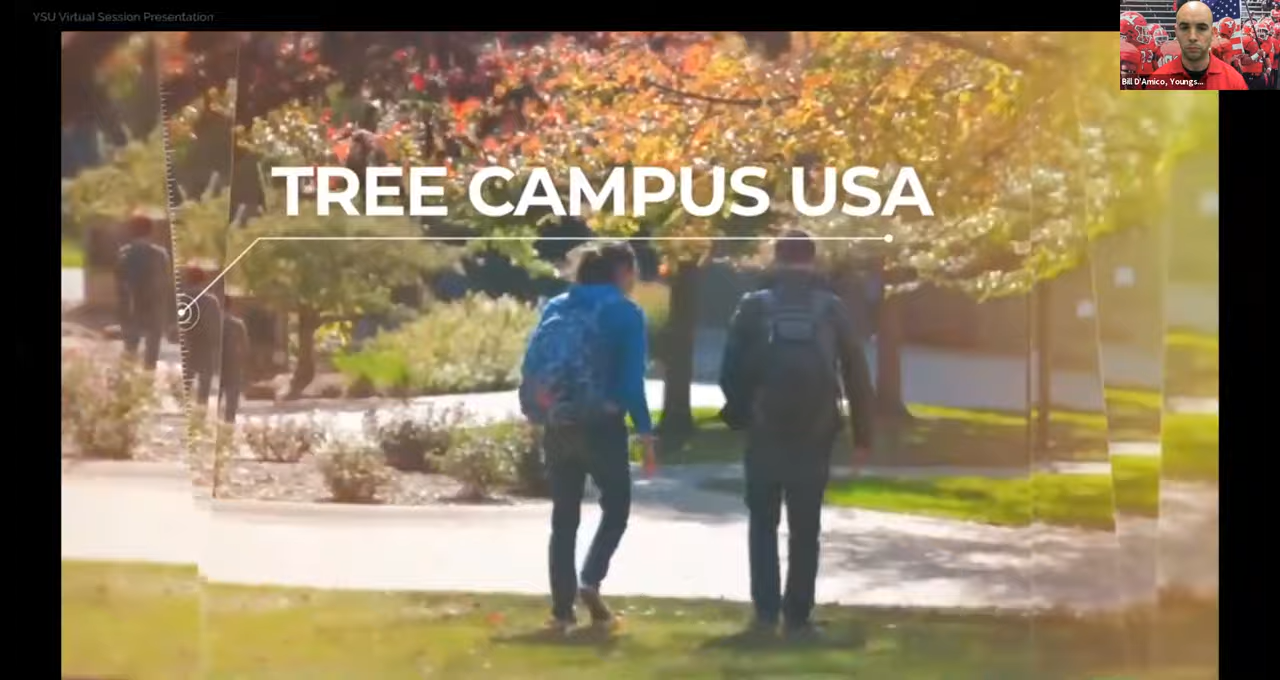 YSU Virtual Session Presentation
TREE CAMPUS USA
Bill D'Amico, Youngs...